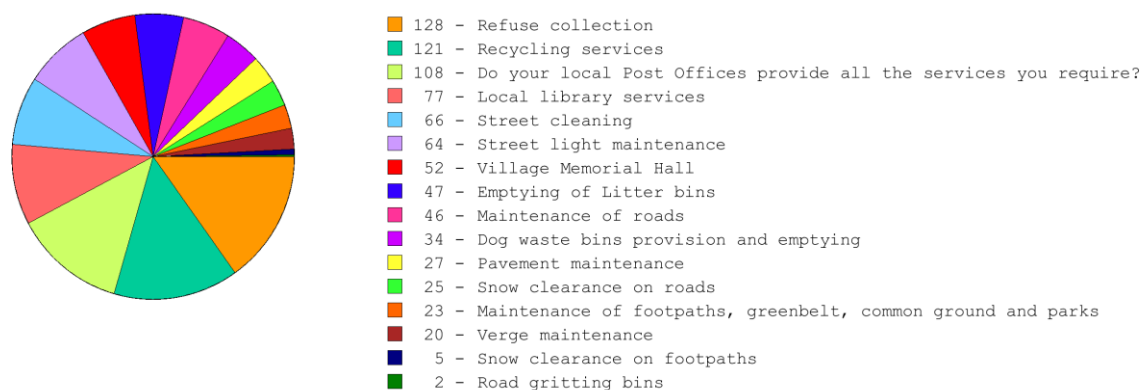 128 - Refuse collection
121 - Recycling services
108 - Do your local Post Offices provide all the services you require?
77 - Local library services
66 - Street cleaning
64 - Street light maintenance
52 - Village Memorial Hall
47 - Emptying of Litter bins
46 - Maintenance of roads
34 - Dog waste bins provision and emptying
27 - Pavement maintenance
25 - Snow clearance on roads
23 - Maintenance of footpaths, greenbelt, common ground and parks
20 - Verge maintenance
5 - Snow clearance on footpaths
2 - Road gritting bins